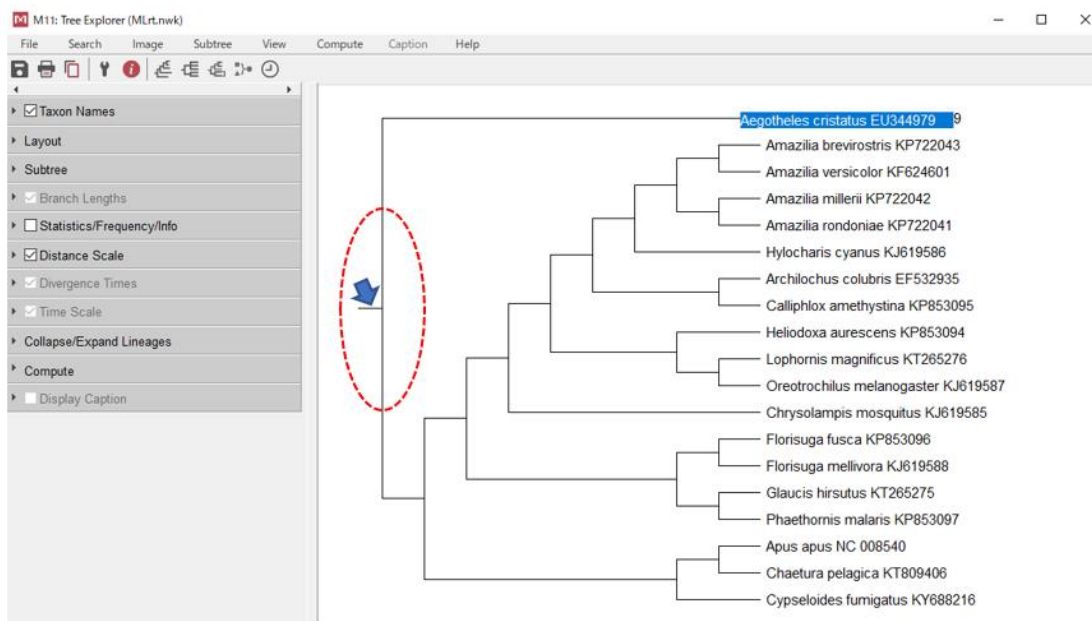 M11: Tree Explorer (MLrt.nwk)
File Search Image Subtree View Compute Caption Help
Taxon Names
Layout
Subtree
Branch Lengths
Statistics/Frequency/Info
Distance Scale
Divergence Times
Time Scale
Collapse/Expand Lineages
Compute
Display Caption
Aegotheles cristatus EU344979 9
Amazilia brevirostris KP722043
Amazilia versicolor KF624601
Amazilia millerii KP722042
Amazilia rondoniae KP722041
Hylocharis cyanus KJ619586
Archilochus colubris EF532935
Calliphlox amethystina KP853095
Heliodoxa aurescens KP853094
Lophornis magnificus KT265276
Oreotrochilus melanogaster KJ619587
Chrysolampis mosquitus KJ619585
Florisuga fusca KP853096
Florisuga mellivora KJ619588
Glaucis hirsutus KT265275
Phaethornis malaris KP853097
Apus apus NC 008540
Chaetura pelagica KT809406
Cypseloides fumigatus KY688216